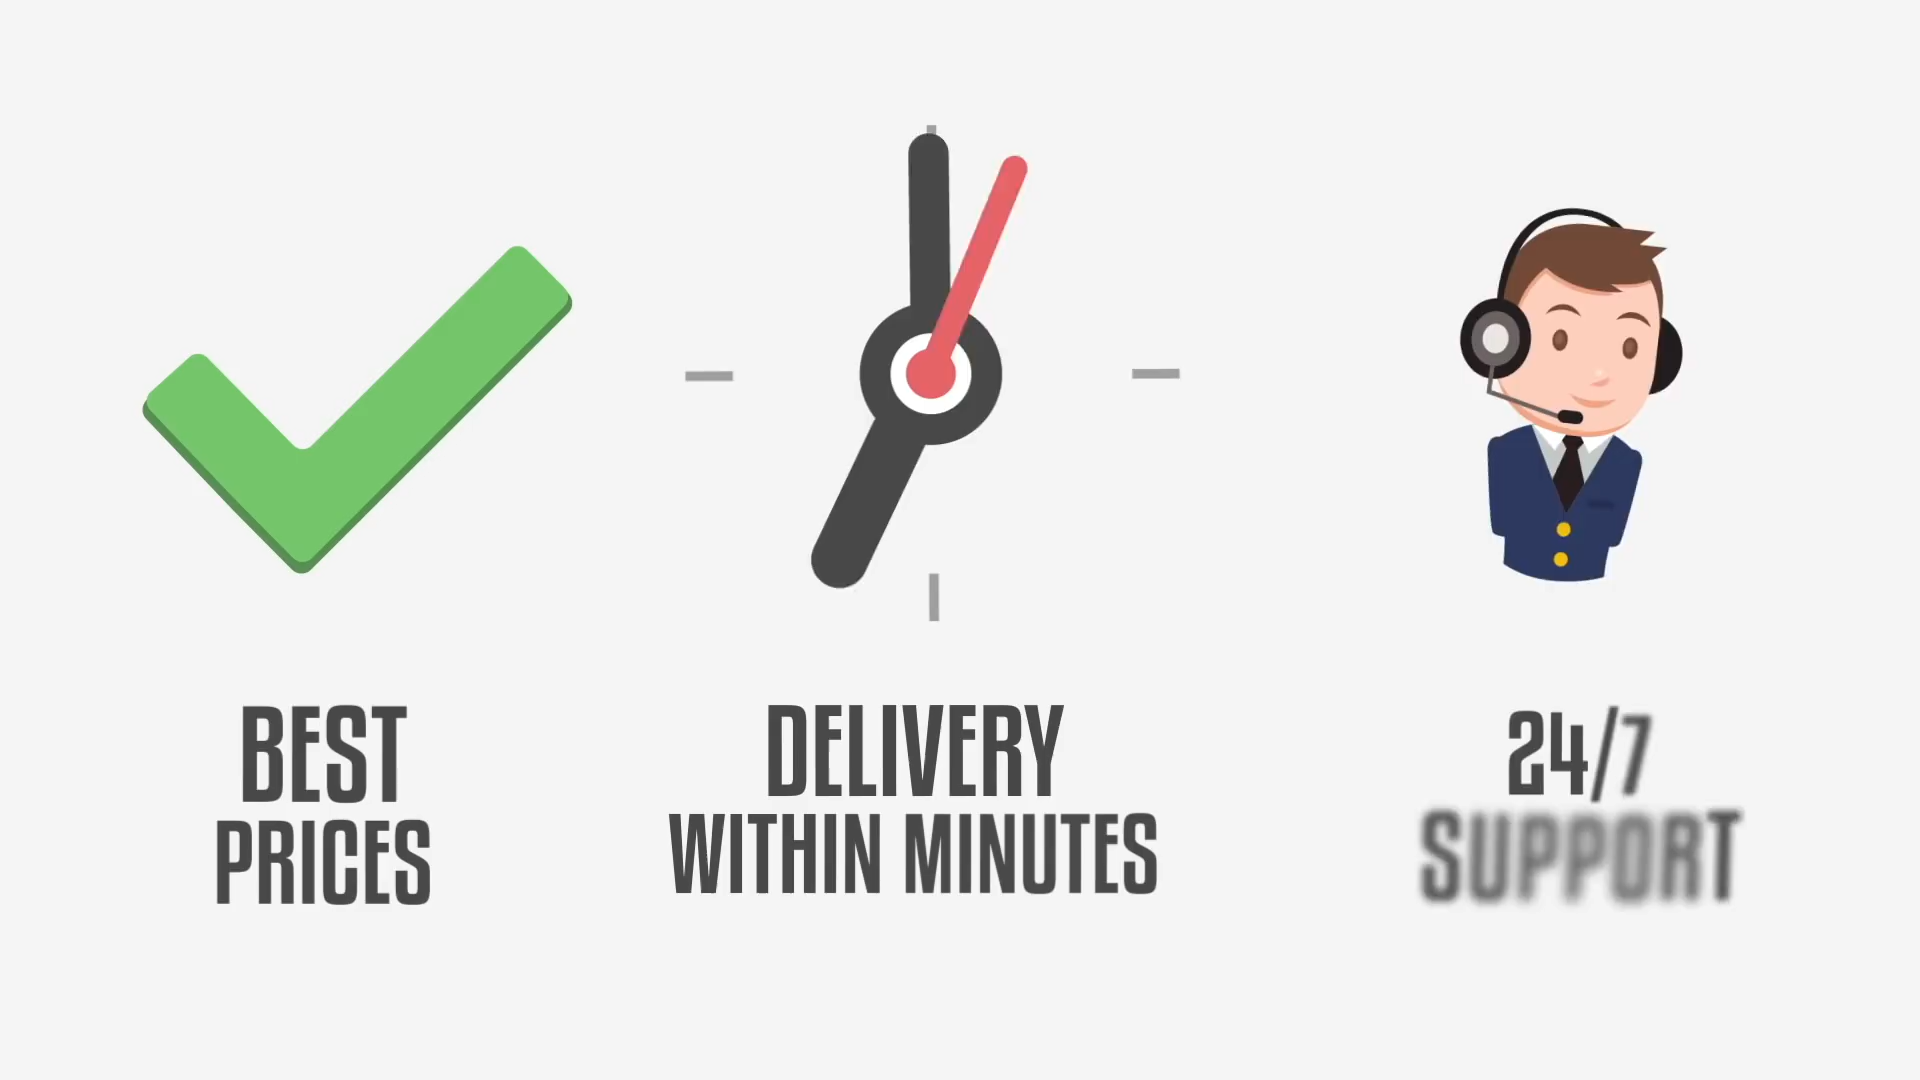 BEST
PRICES
DELIVERY
WITHIN MINUTES
24/7
SUPPORT